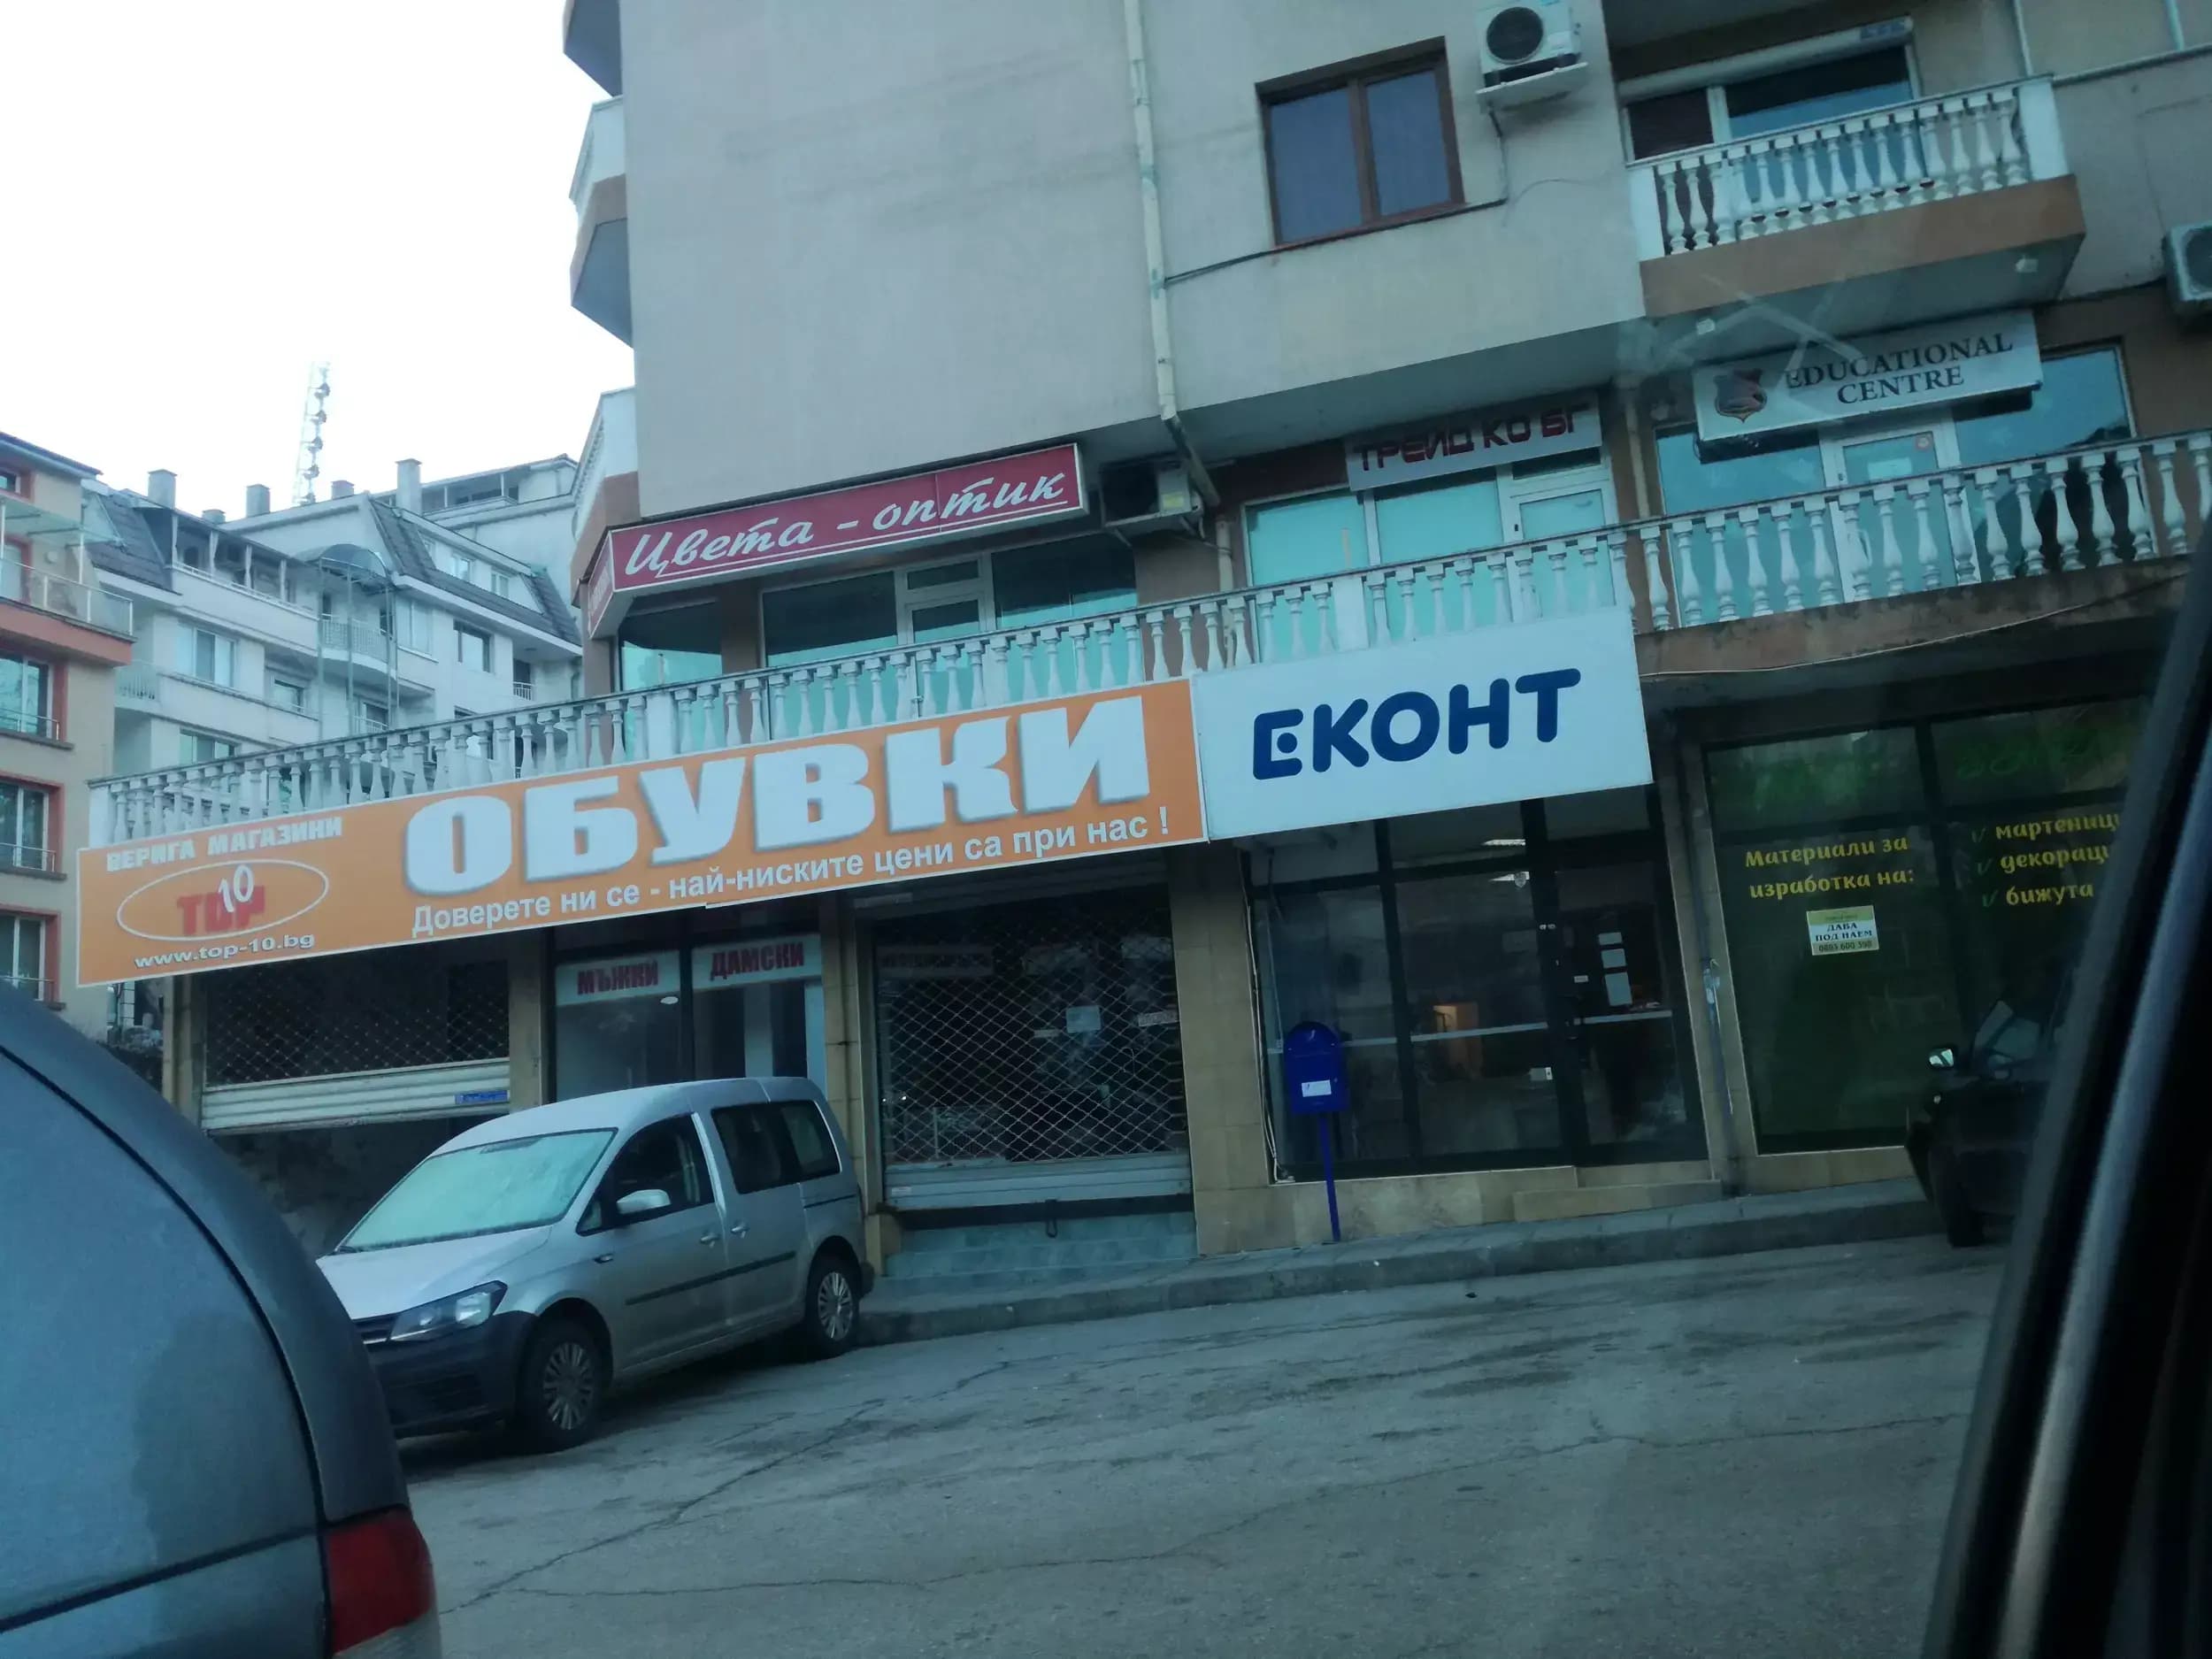 Цвета - оптик
ТРЕЙД КО БГ
EDUCATIONAL
CENTRE
ВЕРИГА МАГАЗИНИ
TOP 10
www.top-10.bg
ОБУВКИ
Доверете ни се - най-ниските цени са при нас !
ЕКОНТ
МЪЖКИ
ДАМСКИ
Материали за
изработка на:
мартеници
декорац
бижута
ДАВА
ПОД НАЕМ